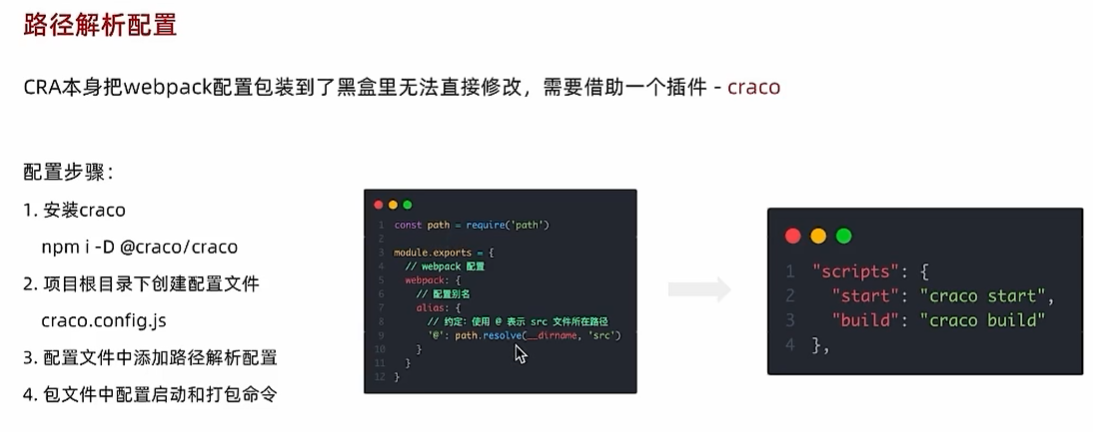 路径解析配置
CRA本身把webpack配置包装到了黑盒里无法直接修改，需要借助一个插件 - craco
配置步骤：
1. 安装craco
npm i -D @craco/craco
2. 项目根目录下创建配置文件
craco.config.js
3. 配置文件中添加路径解析配置
4. 包文件中配置启动和打包命令
1 const path = require('path')
2
3 module.exports = {
4 // webpack 配置
5 webpack: {
6 // 配置别名
7 alias: {
8 // 约定：使用 @ 表示 src 文件所在路径
9 '@': path.resolve(__dirname, 'src')
10 }
11 }
12 }
1 "scripts": {
2 "start": "craco start",
3 "build": "craco build"
4 },